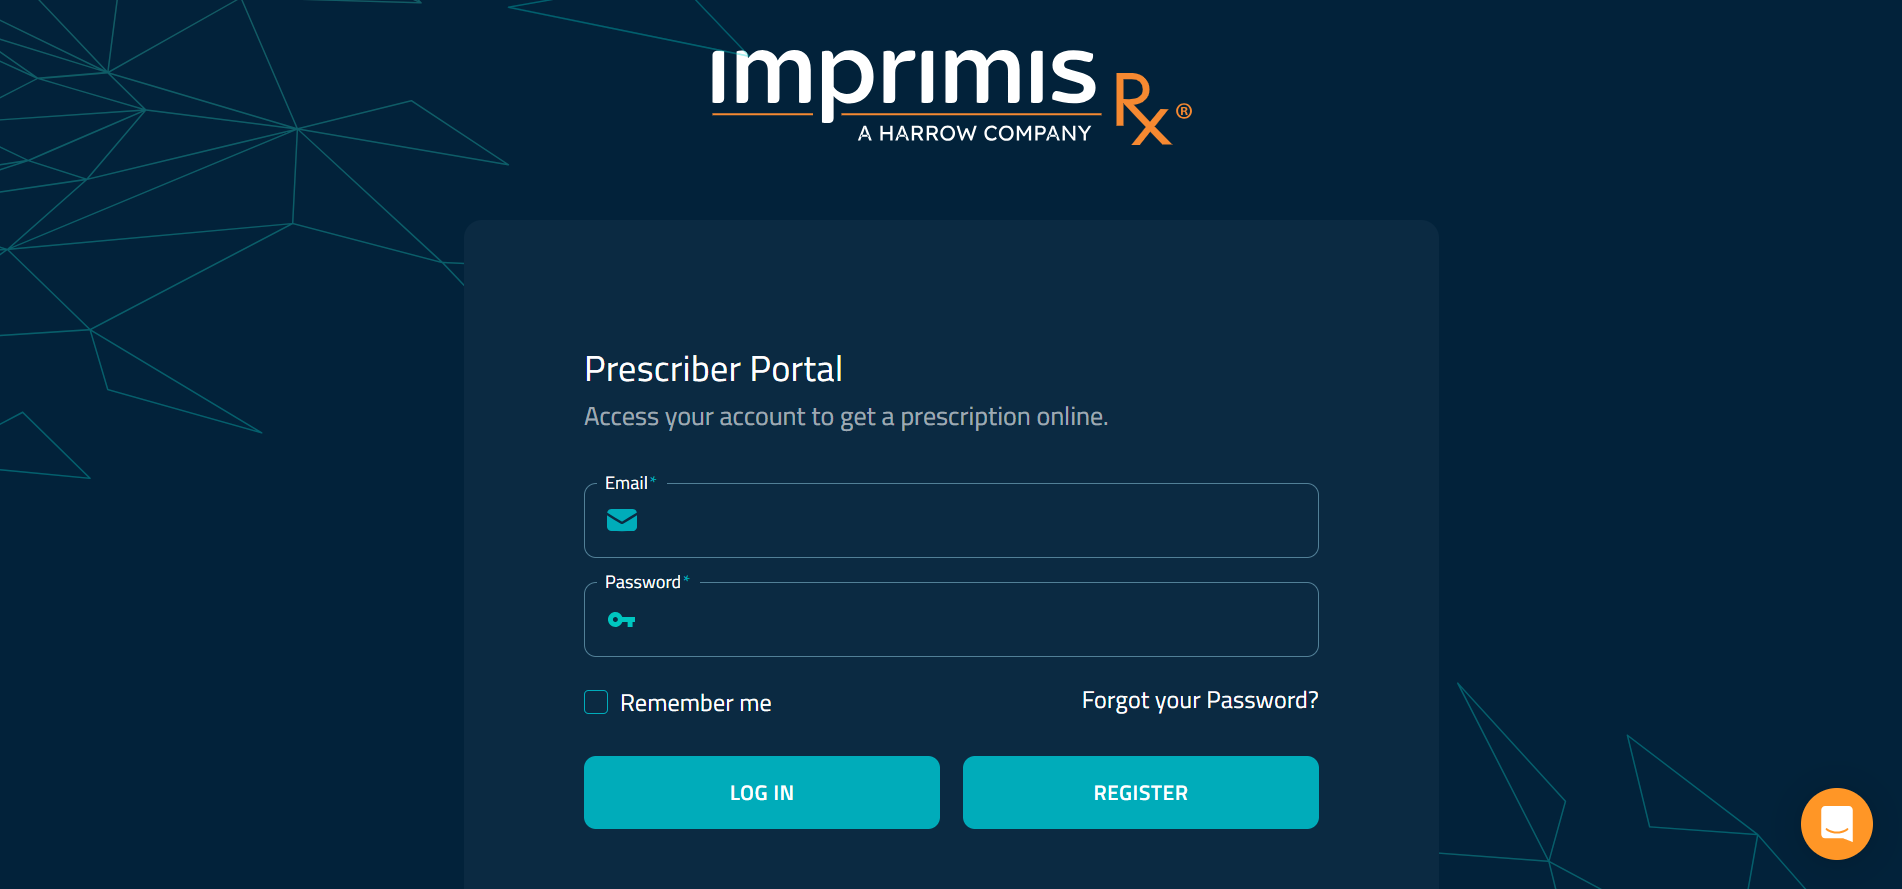 imprimis Rx®
A HARROW COMPANY
Prescriber Portal
Access your account to get a prescription online.
Email*
Password*
Remember me
Forgot your Password?
LOG IN
REGISTER